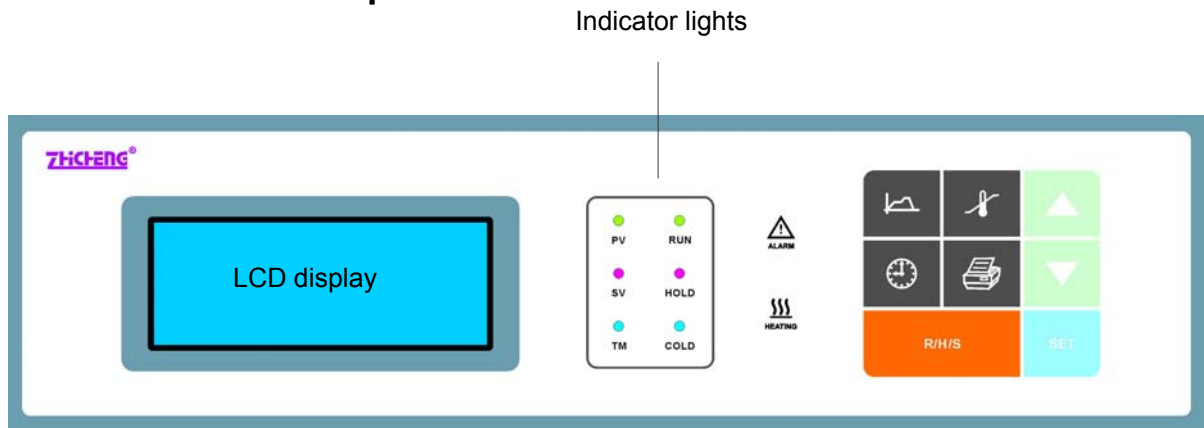 Indicator lights
ZHICHENG®
LCD display
PV RUN
SV HOLD
TM COLD
ALARM
HEATING
R/H/S SET